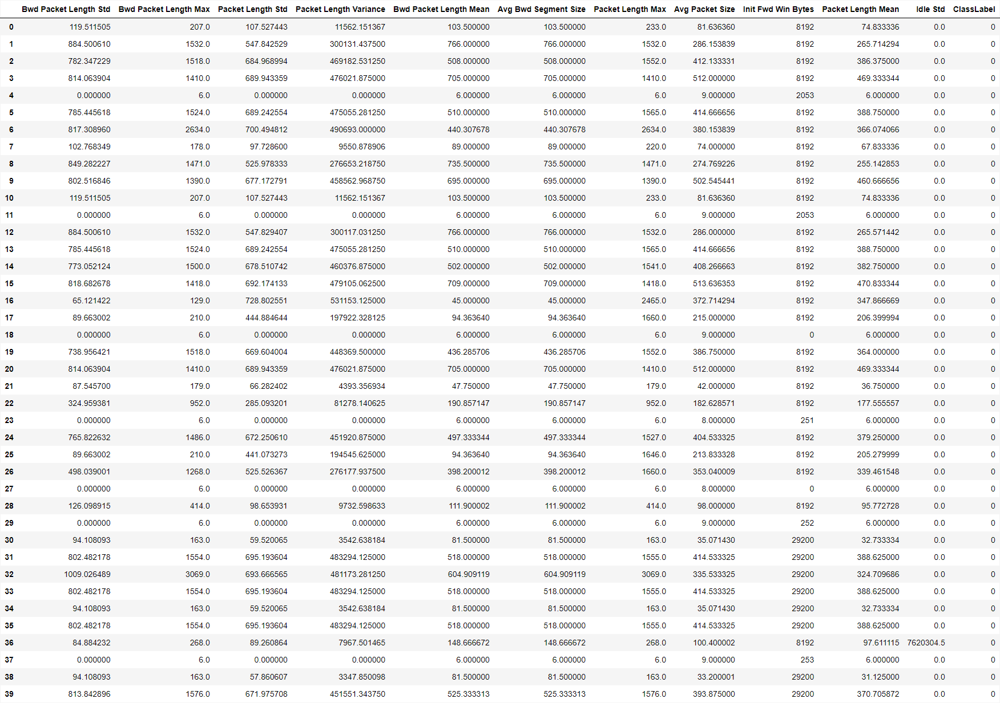 Bwd Packet Length Std Bwd Packet Length Max Packet Length Std Packet Length Variance Bwd Packet Length Mean Avg Bwd Segment Size Packet Length Max Avg Packet Size Init Fwd Win Bytes Packet Length Mean Idle Std ClassLabel
0 119.511505 207.0 107.527443 11562.151367 103.500000 103.500000 233.0 81.636360 8192 74.833336 0.0 0
1 884.500610 1532.0 547.842529 300131.437500 766.000000 766.000000 1532.0 286.153839 8192 265.714294 0.0 0
2 782.347229 1518.0 684.968994 469182.531250 508.000000 508.000000 1552.0 412.133331 8192 386.375000 0.0 0
3 814.063904 1410.0 689.943359 476021.875000 705.000000 705.000000 1410.0 512.000000 8192 469.333344 0.0 0
4 0.000000 6.0 0.000000 0.000000 6.000000 6.000000 6.0 9.000000 2053 6.000000 0.0 0
5 785.445618 1524.0 689.242554 475055.281250 510.000000 510.000000 1565.0 414.666656 8192 388.750000 0.0 0
6 817.308960 2634.0 700.494812 490693.000000 440.307678 440.307678 2634.0 380.153839 8192 366.074066 0.0 0
7 102.768349 178.0 97.728600 9550.878906 89.000000 89.000000 220.0 74.000000 8192 67.833336 0.0 0
8 849.282227 1471.0 525.978333 276653.218750 735.500000 735.500000 1471.0 274.769226 8192 255.142853 0.0 0
9 802.516846 1390.0 677.172791 458562.968750 695.000000 695.000000 1390.0 502.545441 8192 460.666656 0.0 0
10 119.511505 207.0 107.527443 11562.151367 103.500000 103.500000 233.0 81.636360 8192 74.833336 0.0 0
11 0.000000 6.0 0.000000 0.000000 6.000000 6.000000 6.0 9.000000 2053 6.000000 0.0 0
12 884.500610 1532.0 547.829407 300117.031250 766.000000 766.000000 1532.0 286.000000 8192 265.571442 0.0 0
13 785.445618 1524.0 689.242554 475055.281250 510.000000 510.000000 1565.0 414.666656 8192 388.750000 0.0 0
14 773.052124 1500.0 678.510742 460376.875000 502.000000 502.000000 1541.0 408.266663 8192 382.750000 0.0 0
15 818.682678 1418.0 692.174133 479105.062500 709.000000 709.000000 1418.0 513.636353 8192 470.833344 0.0 0
16 65.121422 129.0 728.802551 531153.125000 45.000000 45.000000 2465.0 372.714294 8192 347.866669 0.0 0
17 89.663002 210.0 444.884644 197922.328125 94.363640 94.363640 1660.0 215.000000 8192 206.399994 0.0 0
18 0.000000 6.0 0.000000 0.000000 6.000000 6.000000 6.0 9.000000 0 6.000000 0.0 0
19 738.956421 1518.0 669.604004 448369.500000 436.285706 436.285706 1552.0 386.750000 8192 364.000000 0.0 0
20 814.063904 1410.0 689.943359 476021.875000 705.000000 705.000000 1410.0 512.000000 8192 469.333344 0.0 0
21 87.545700 179.0 66.282402 4393.356934 47.750000 47.750000 179.0 42.000000 8192 36.750000 0.0 0
22 324.959381 952.0 285.093201 81278.140625 190.857147 190.857147 952.0 182.628571 8192 177.555557 0.0 0
23 0.000000 6.0 0.000000 0.000000 6.000000 6.000000 6.0 8.000000 251 6.000000 0.0 0
24 765.822632 1486.0 672.250610 451920.875000 497.333344 497.333344 1527.0 404.533325 8192 379.250000 0.0 0
25 89.663002 210.0 441.073273 194545.625000 94.363640 94.363640 1646.0 213.833328 8192 205.279999 0.0 0
26 498.039001 1268.0 525.526367 276177.937500 398.200012 398.200012 1660.0 353.040009 8192 339.461548 0.0 0
27 0.000000 6.0 0.000000 0.000000 6.000000 6.000000 6.0 8.000000 0 6.000000 0.0 0
28 126.098915 414.0 98.653931 9732.598633 111.900002 111.900002 414.0 98.000000 8192 95.772728 0.0 0
29 0.000000 6.0 0.000000 0.000000 6.000000 6.000000 6.0 9.000000 252 6.000000 0.0 0
30 94.108093 163.0 59.520065 3542.638184 81.500000 81.500000 163.0 35.071430 29200 32.733334 0.0 0
31 802.482178 1554.0 695.193604 483294.125000 518.000000 518.000000 1555.0 414.533325 29200 388.625000 0.0 0
32 1009.026489 3069.0 693.666565 481173.281250 604.909119 604.909119 3069.0 335.533325 29200 324.709686 0.0 0
33 802.482178 1554.0 695.193604 483294.125000 518.000000 518.000000 1555.0 414.533325 29200 388.625000 0.0 0
34 94.108093 163.0 59.520065 3542.638184 81.500000 81.500000 163.0 35.071430 29200 32.733334 0.0 0
35 802.482178 1554.0 695.193604 483294.125000 518.000000 518.000000 1555.0 414.533325 29200 388.625000 0.0 0
36 84.884232 268.0 89.260864 7967.501465 148.666672 148.666672 268.0 100.400002 8192 97.611115 7620304.5 0
37 0.000000 6.0 0.000000 0.000000 6.000000 6.000000 6.0 9.000000 253 6.000000 0.0 0
38 94.108093 163.0 57.860607 3347.850098 81.500000 81.500000 163.0 33.200001 29200 31.125000 0.0 0
39 813.842896 1576.0 671.975708 451551.343750 525.333313 525.333313 1576.0 393.875000 29200 370.705872 0.0 0